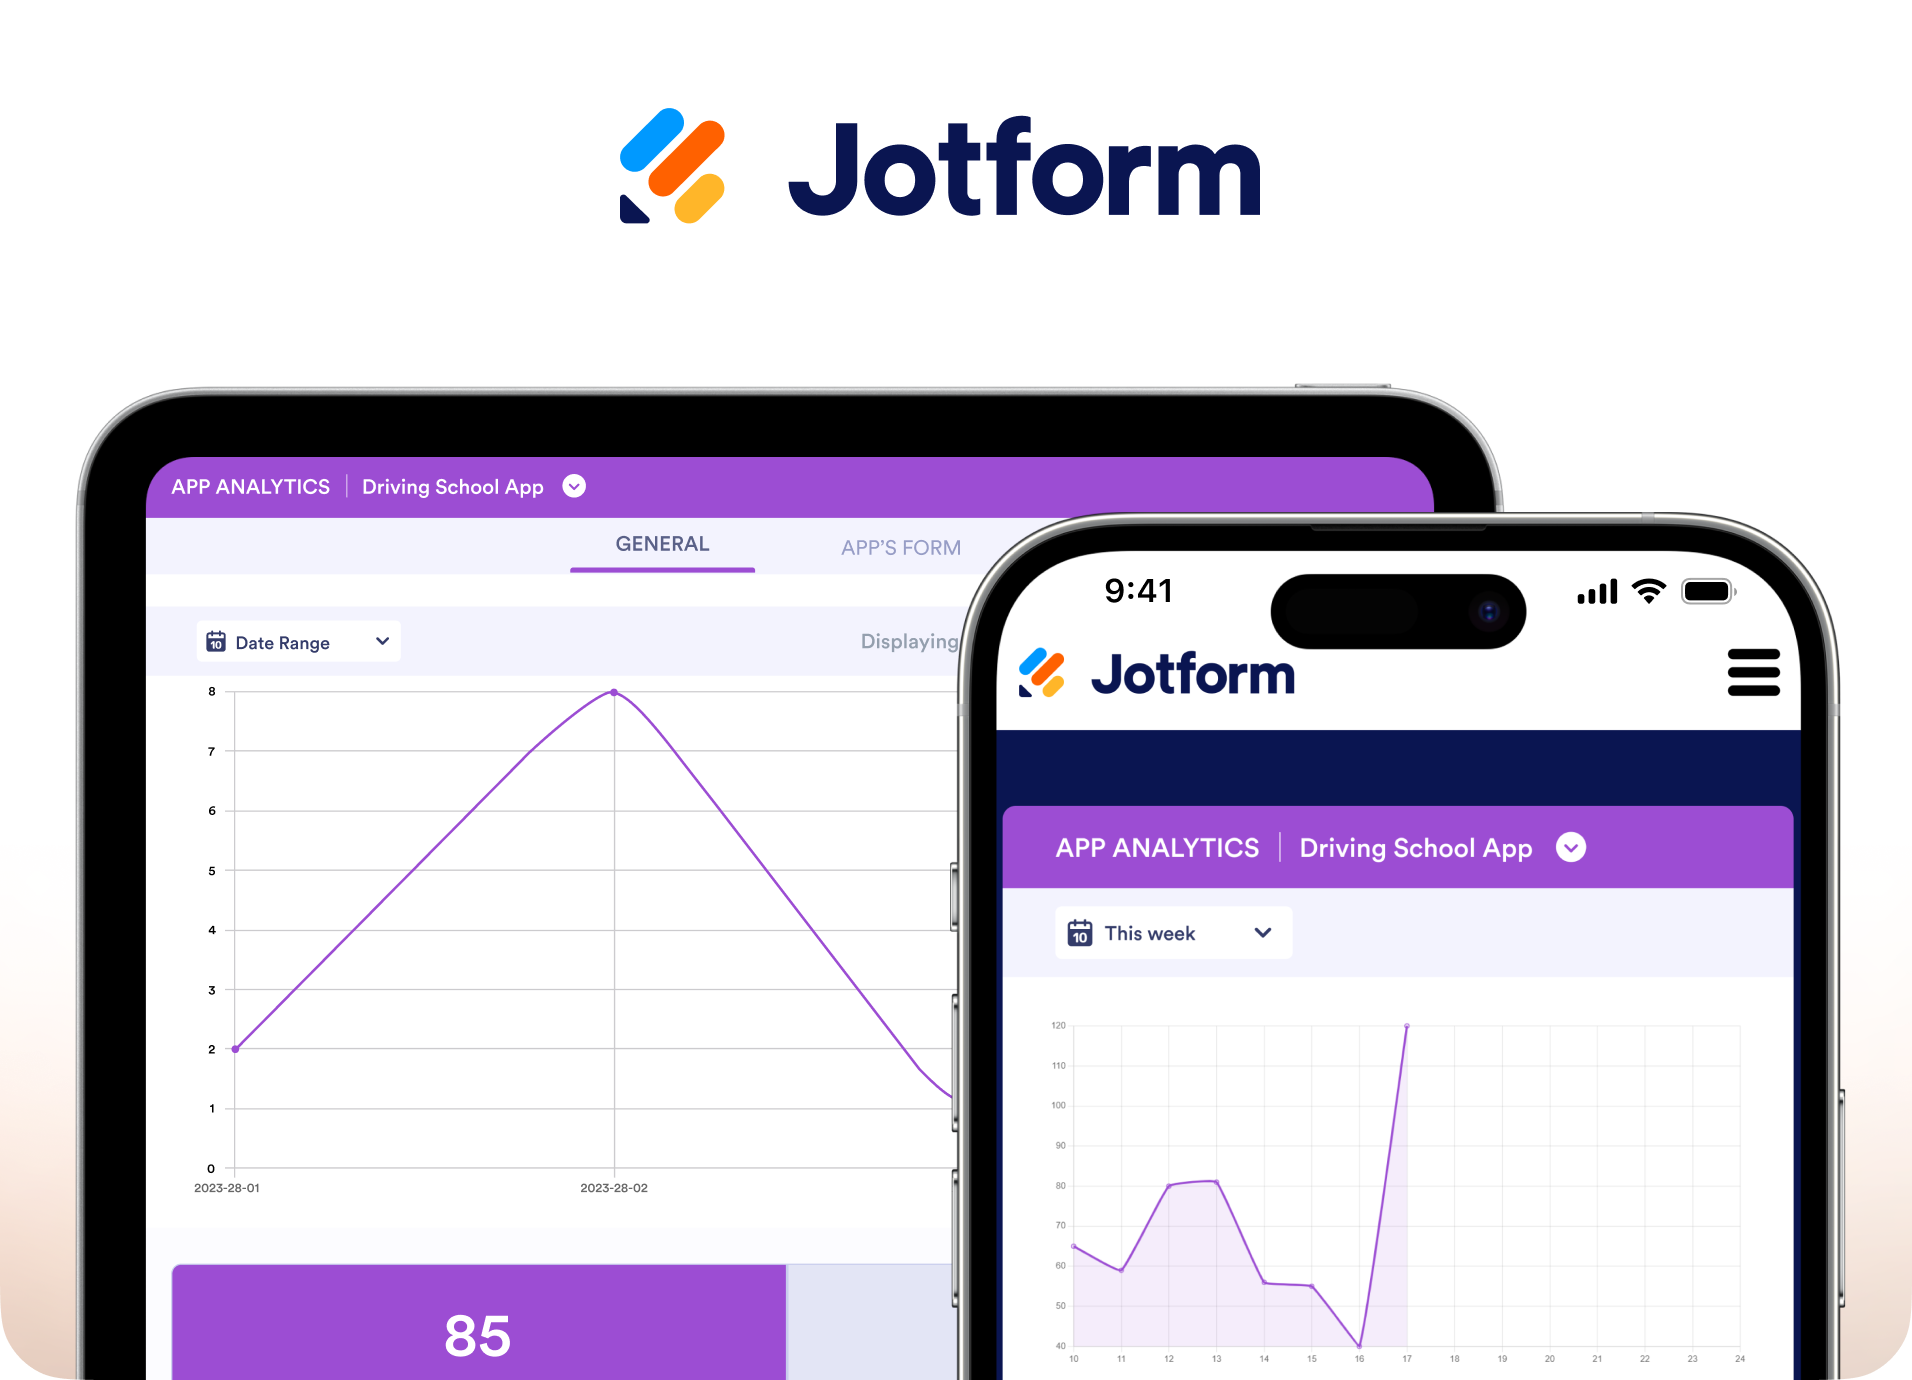 Jotform
APP ANALYTICS | Driving School App
GENERAL
APP'S FORM
10 Date Range
Displaying
8
7
6
5
4
3
2
1
0
2023-28-01
2023-28-02
85
9:41
Jotform
APP ANALYTICS | Driving School App
10 This week
120
110
100
90
80
70
60
50
40
10 11 12 13 14 15 16 17 18 19 20 21 22 23 24